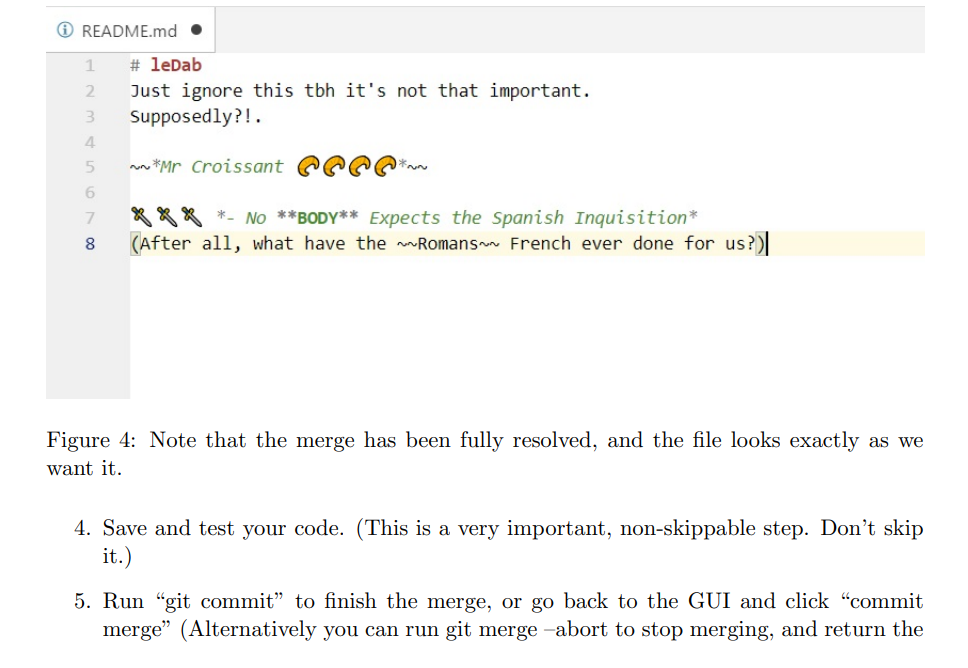 README.md
1 # leDab
2 Just ignore this tbh it's not that important.
3 Supposedly?!.
4
5 ~~*Mr Croissant 🥐🥐🥐🥐*~~
6
7 ⚔⚔⚔ *- No **BODY** Expects the Spanish Inquisition*
8 (After all, what have the ~~Romans~~ French ever done for us?)
Figure 4: Note that the merge has been fully resolved, and the file looks exactly as we
want it.
4. Save and test your code. (This is a very important, non-skippable step. Don’t skip
it.)
5. Run “git commit” to finish the merge, or go back to the GUI and click “commit
merge” (Alternatively you can run git merge –abort to stop merging, and return the